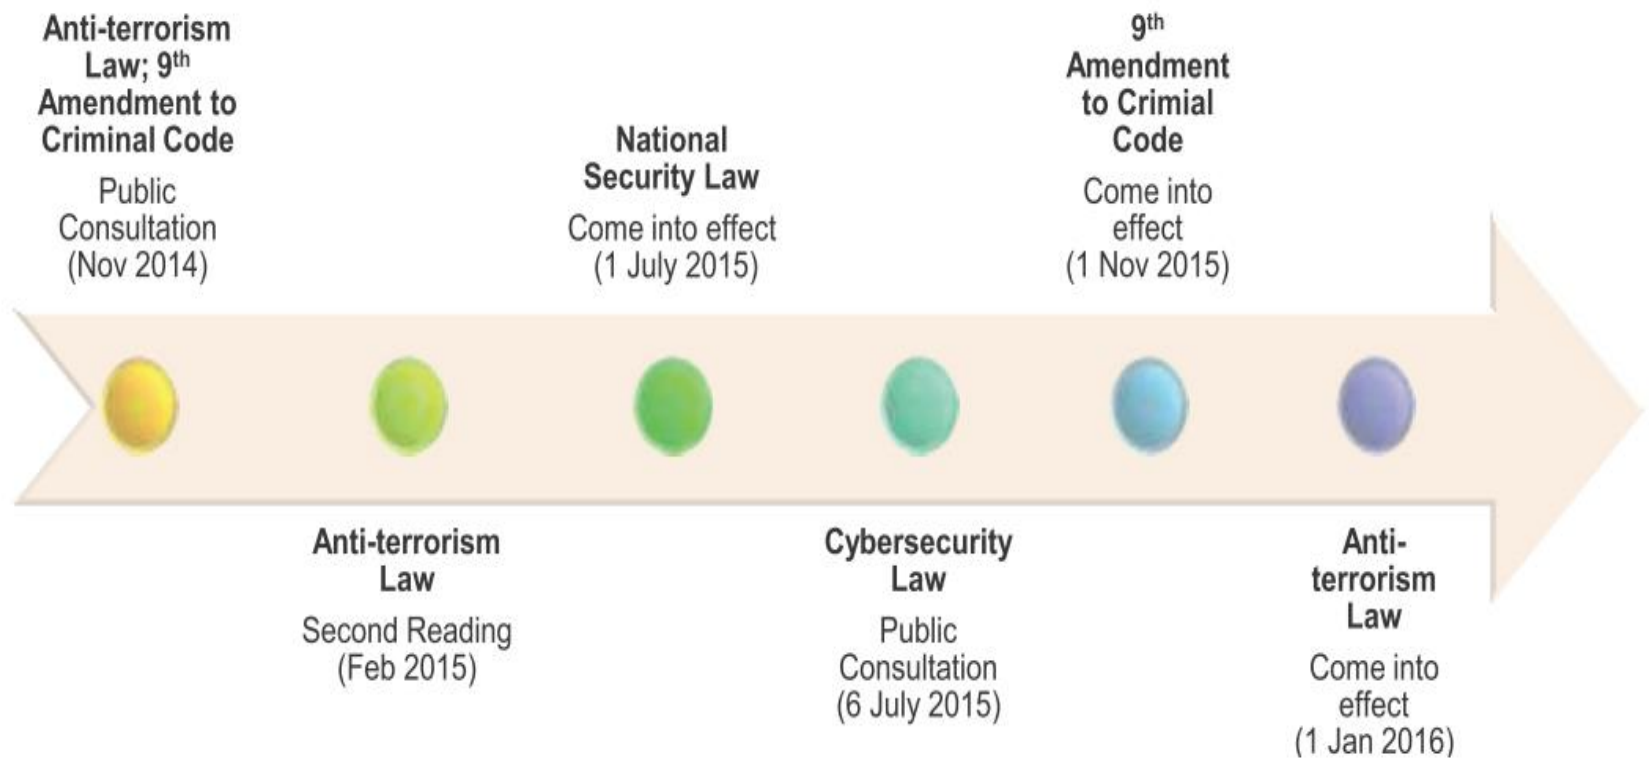 Anti-terrorism
Law; 9th
Amendment to
Criminal Code
Public
Consultation
(Nov 2014)
Anti-terrorism
Law
Second Reading
(Feb 2015)
National
Security Law
Come into effect
(1 July 2015)
Cybersecurity
Law
Public
Consultation
(6 July 2015)
9th
Amendment
to Crimial
Code
Come into
effect
(1 Nov 2015)
Anti-
terrorism
Law
Come into
effect
(1 Jan 2016)